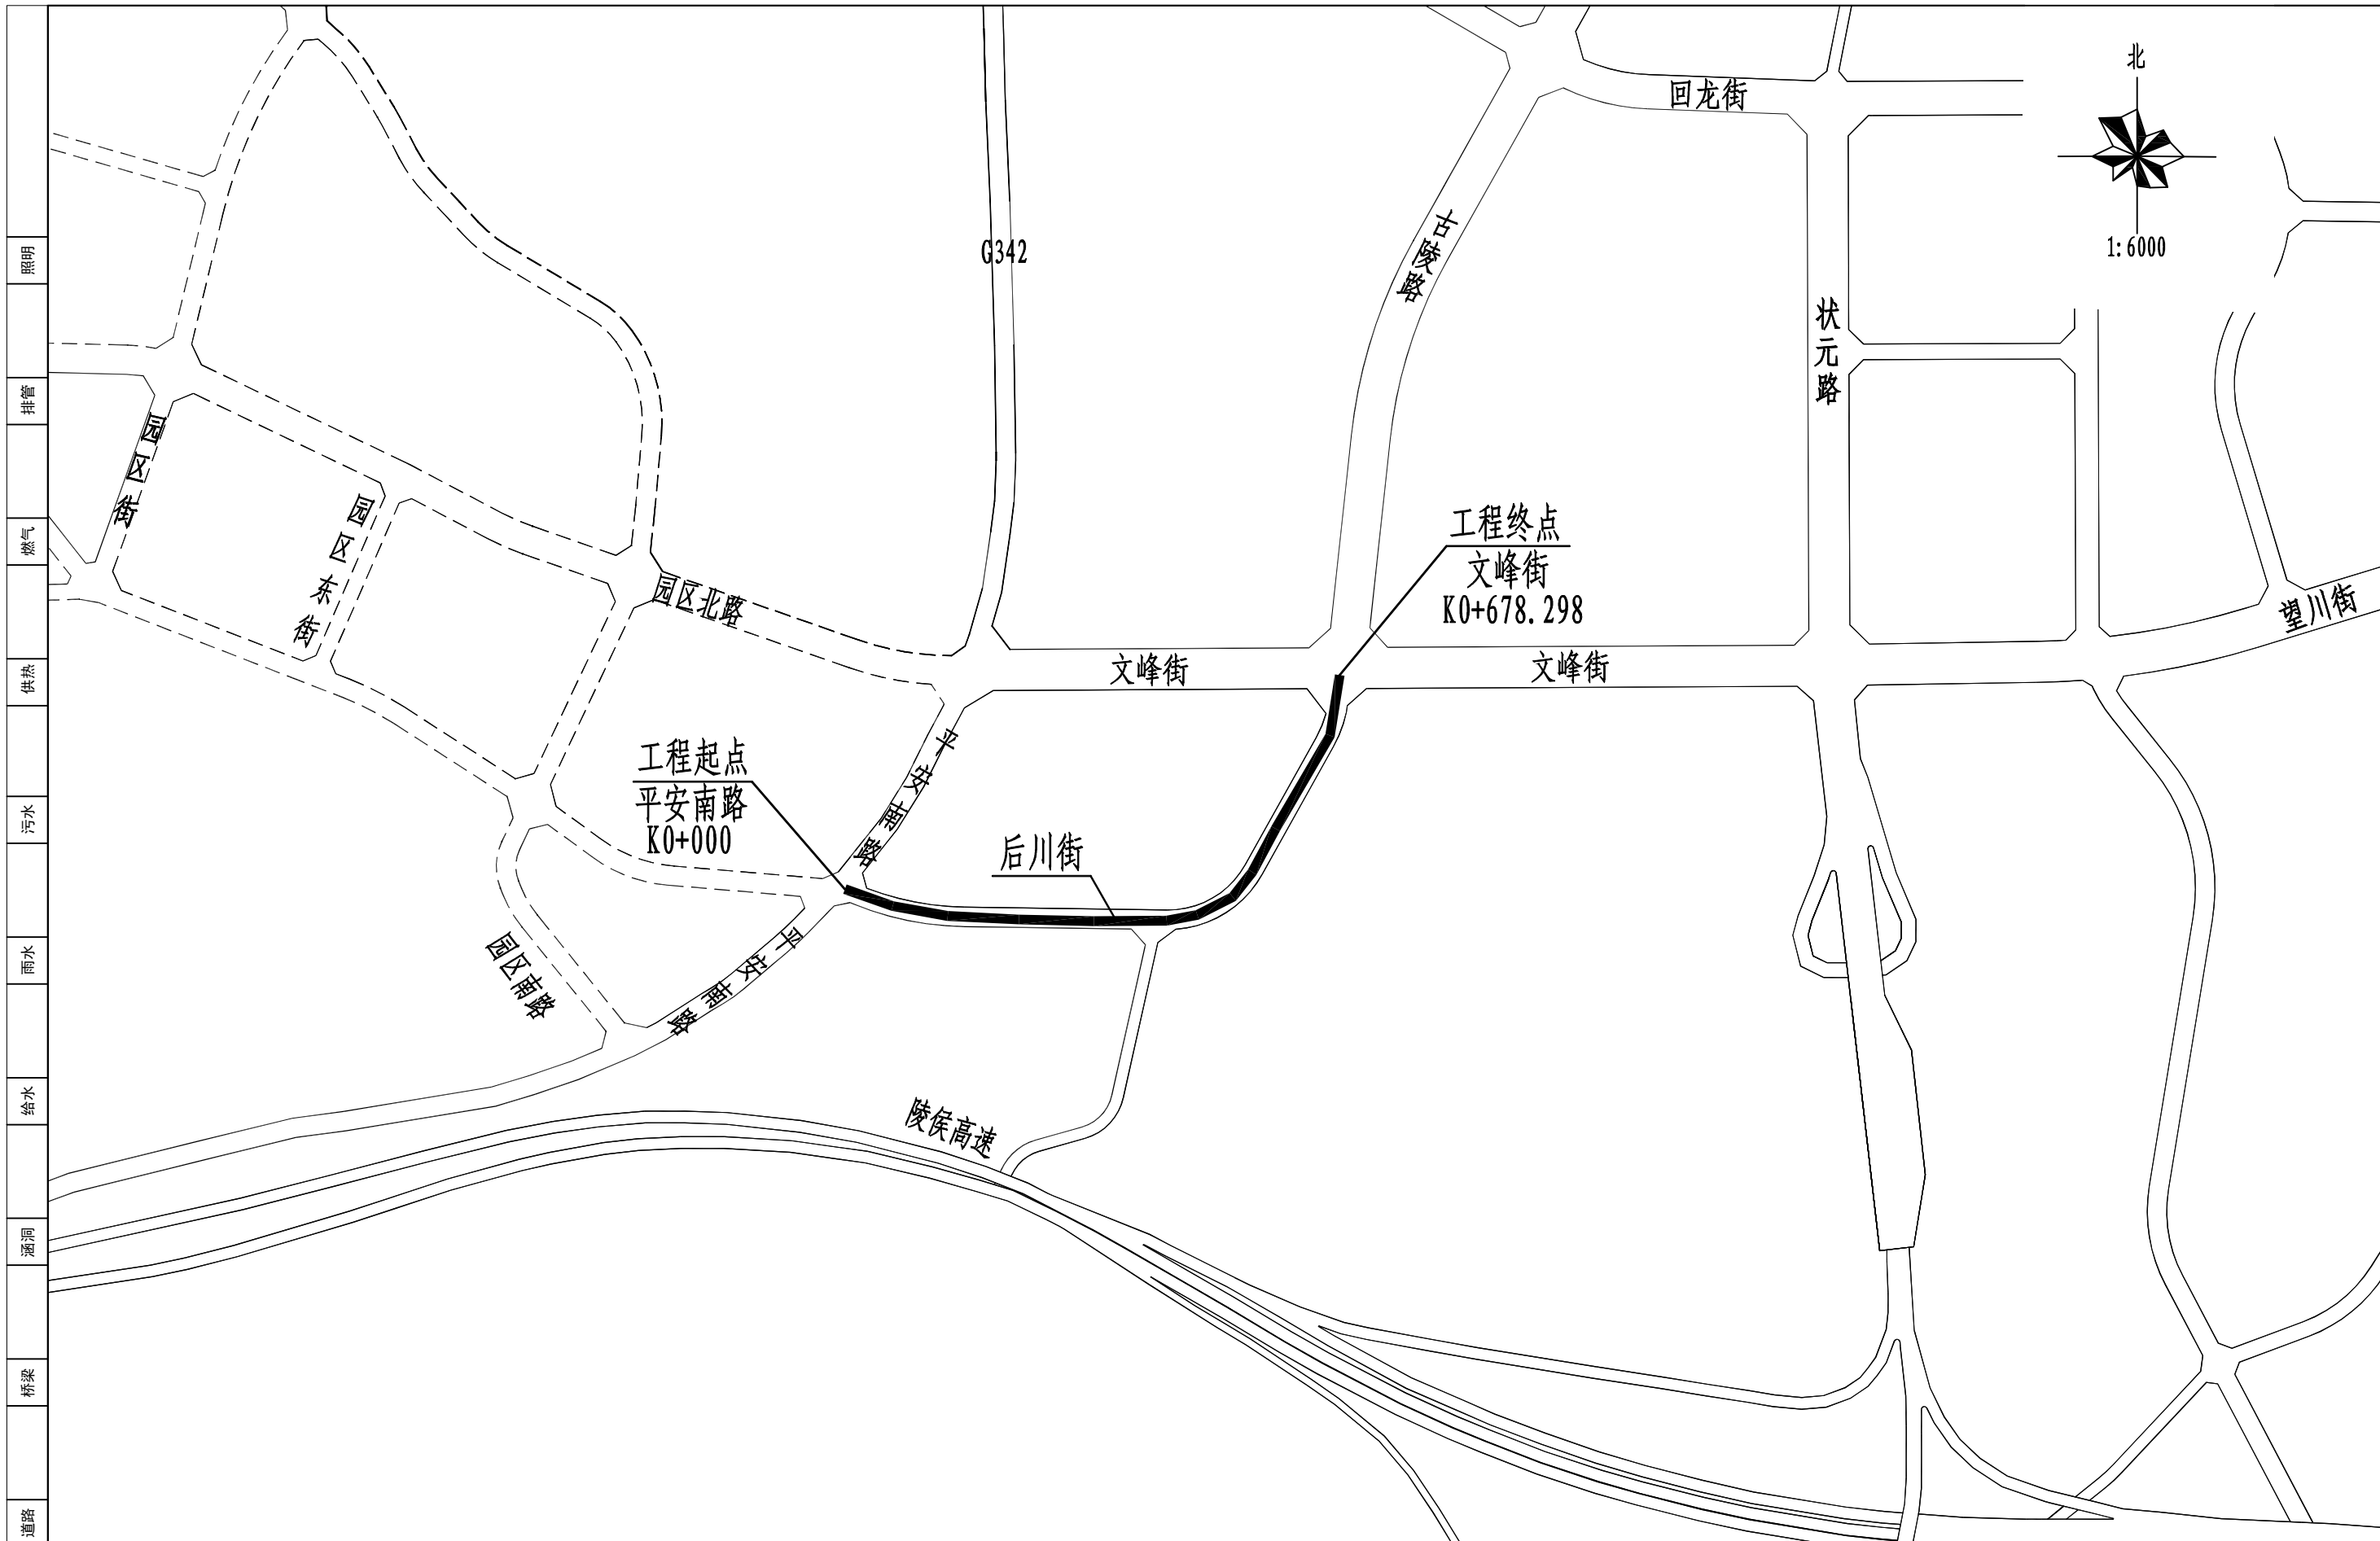 北
1:6000
回龙街
G342
古陵路
状元路
园区街
园区东街
园区北路
工程终点
文峰街
K0+678.298
望川街
文峰街
文峰街
工程起点
平安南路
K0+000
平安南路
后川街
园区南路
平安南路
陵侯高速
照明
排管
燃气
供热
污水
雨水
给水
涵洞
桥梁
道路